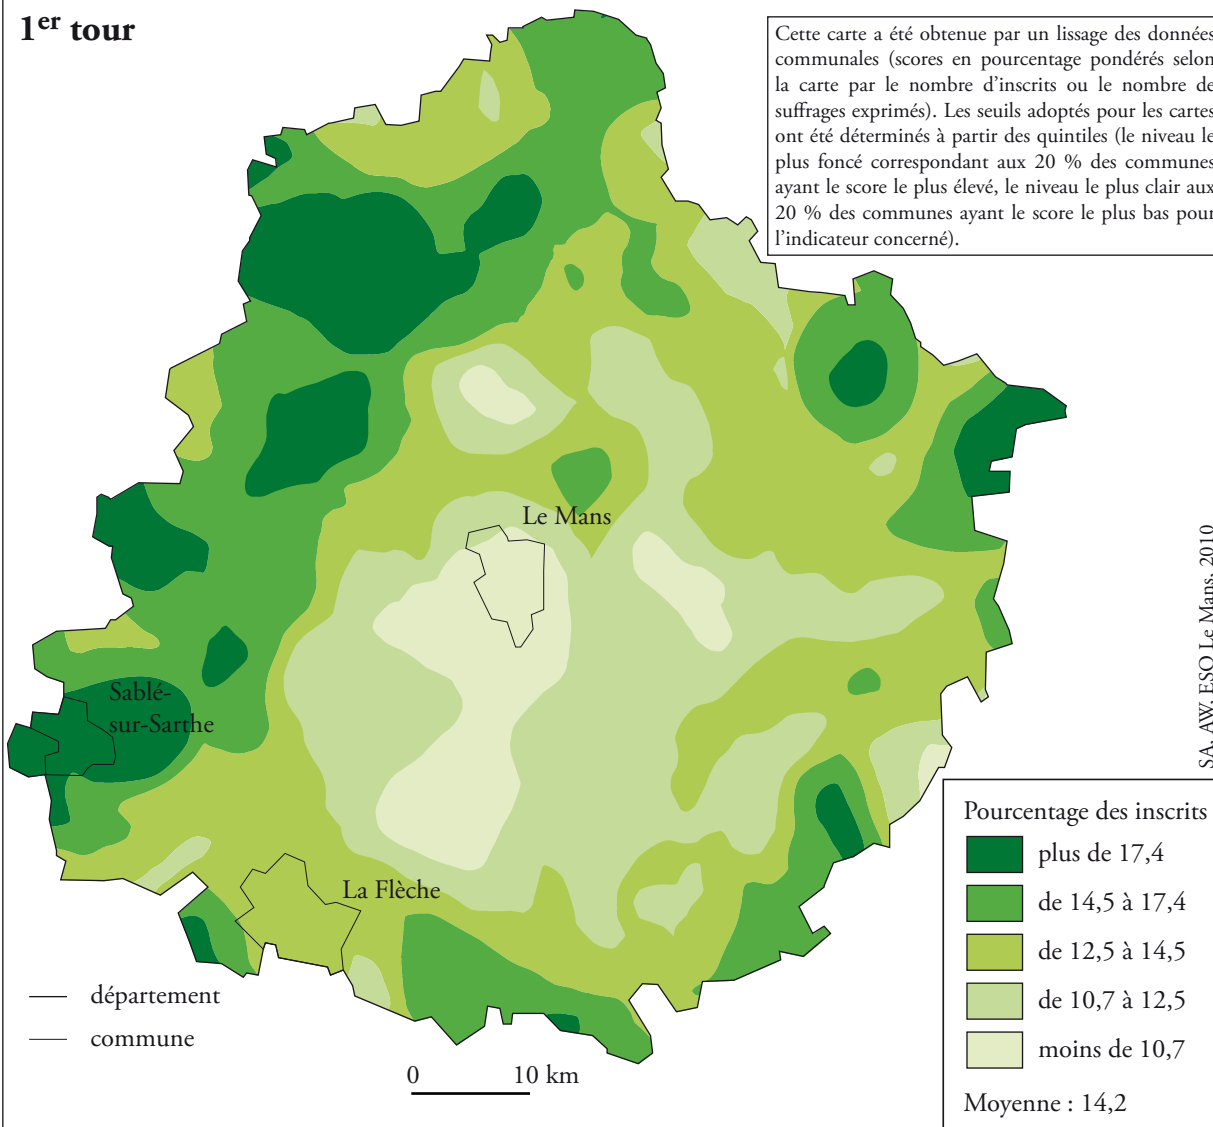 1er tour
Cette carte a été obtenue par un lissage des données
communales (scores en pourcentage pondérés selon
la carte par le nombre d'inscrits ou le nombre de
suffrages exprimés). Les seuils adoptés pour les cartes
ont été déterminés à partir des quintiles (le niveau le
plus foncé correspondant aux 20 % des communes
ayant le score le plus élevé, le niveau le plus clair aux
20 % des communes ayant le score le plus bas pour
l'indicateur concerné).
Le Mans
Sablé-
sur-Sarthe
La Flèche
SA, AW, ESO Le Mans, 2010
Pourcentage des inscrits
plus de 17,4
de 14,5 à 17,4
de 12,5 à 14,5
de 10,7 à 12,5
moins de 10,7
Moyenne : 14,2
département
commune
0 10 km